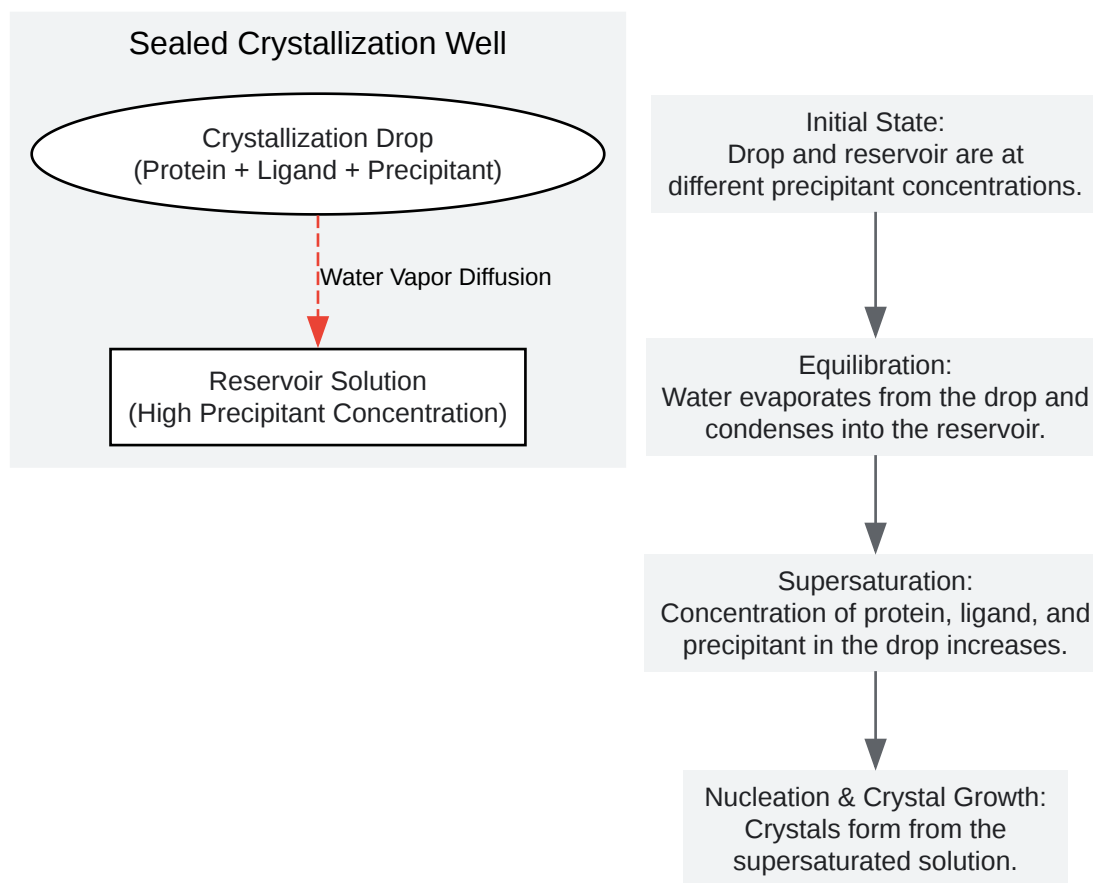 Sealed Crystallization Well
Crystallization Drop
(Protein + Ligand + Precipitant)
Water Vapor Diffusion
Reservoir Solution
(High Precipitant Concentration)
Initial State:
Drop and reservoir are at
different precipitant concentrations.
Equilibration:
Water evaporates from the drop and
condenses into the reservoir.
Supersaturation:
Concentration of protein, ligand, and
precipitant in the drop increases.
Nucleation & Crystal Growth:
Crystals form from the
supersaturated solution.